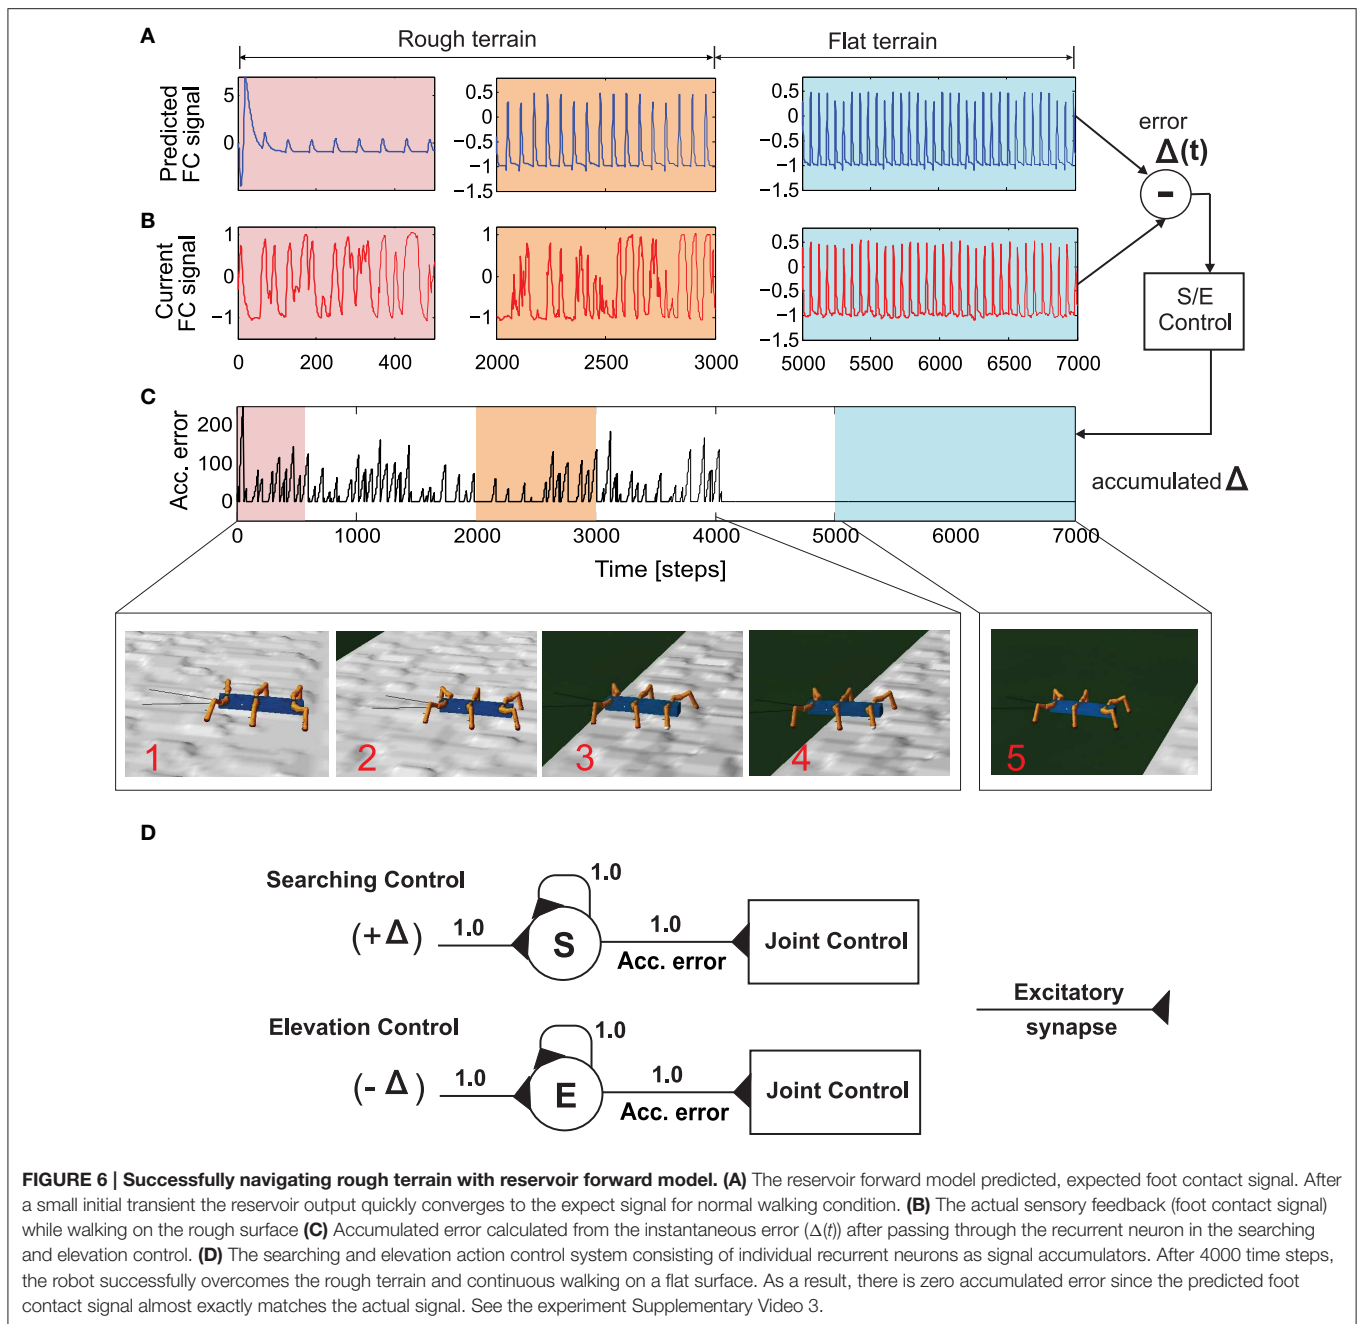 A
Rough terrain
Flat terrain
Predicted
FC signal
5
0
0.5
0
−0.5
−1
−1.5
0.5
0
−0.5
−1
−1.5
error
Δ(t)
-
B
Current
FC signal
1
0
−1
1
0
−1
0.5
0
−0.5
−1
−1.5
0 200 400
2000 2500 3000
5000 5500 6000 6500 7000
S/E
Control
C
Acc. error
200
100
0
accumulated Δ
0 1000 2000 3000 4000 5000 6000 7000
Time [steps]
1 2 3 4 5
D
Searching Control
(+Δ)
1.0
1.0
S
1.0
Acc. error
Joint Control
Excitatory
synapse
Elevation Control
(- Δ)
1.0
1.0
E
1.0
Acc. error
Joint Control
FIGURE 6 | Successfully navigating rough terrain with reservoir forward model. (A) The reservoir forward model predicted, expected foot contact signal. After
a small initial transient the reservoir output quickly converges to the expect signal for normal walking condition. (B) The actual sensory feedback (foot contact signal)
while walking on the rough surface (C) Accumulated error calculated from the instantaneous error (Δ(t)) after passing through the recurrent neuron in the searching
and elevation control. (D) The searching and elevation action control system consisting of individual recurrent neurons as signal accumulators. After 4000 time steps,
the robot successfully overcomes the rough terrain and continuous walking on a flat surface. As a result, there is zero accumulated error since the predicted foot
contact signal almost exactly matches the actual signal. See the experiment Supplementary Video 3.